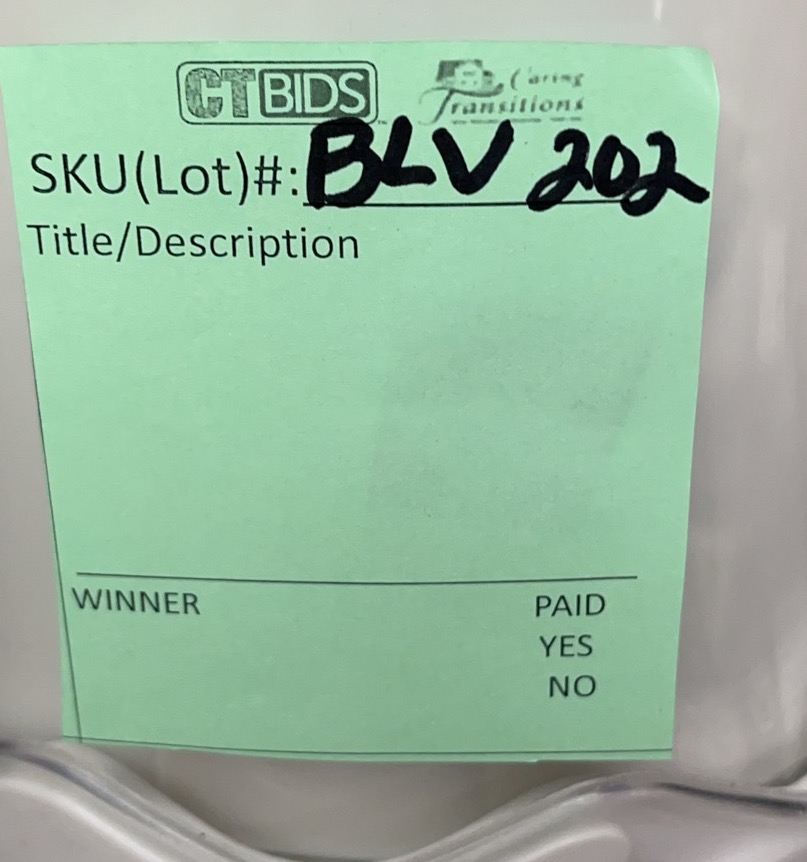 CTBIDS
Caring
Transitions
SKU(Lot)#: BLV 202
Title/Description
WINNER PAID
YES
NO